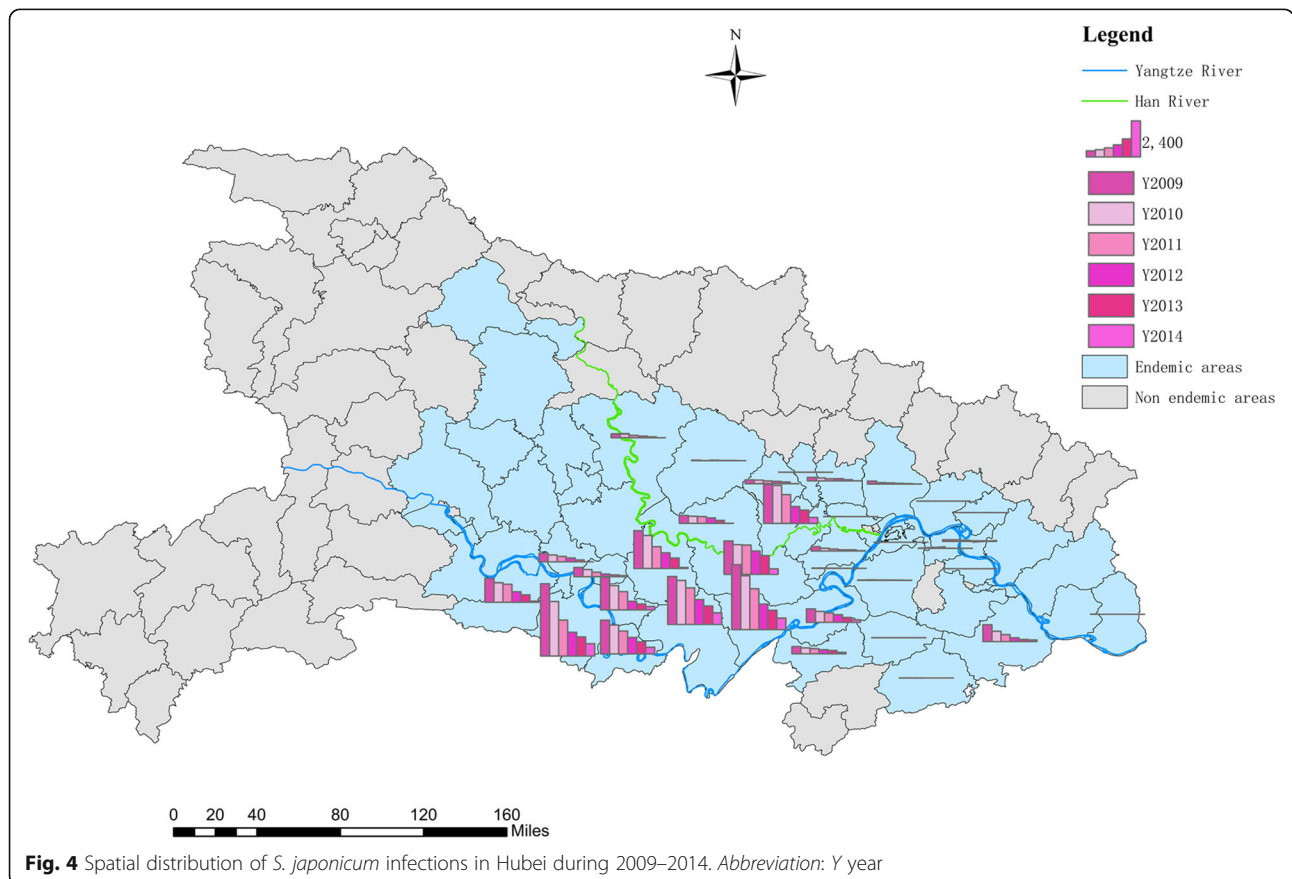 N
Legend
Yangtze River
Han River
2,400
Y2009
Y2010
Y2011
Y2012
Y2013
Y2014
Endemic areas
Non endemic areas
0 20 40 80 120 160
Miles
Fig. 4 Spatial distribution of S. japonicum infections in Hubei during 2009–2014. Abbreviation: Y year